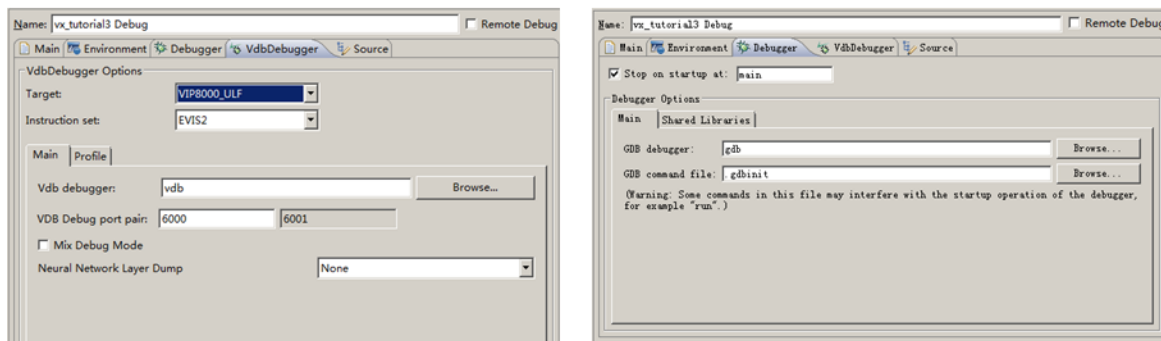 Name: vx_tutorial3 Debug Remote Debug
Main Environment Debugger VdbDebugger Source
VdbDebugger Options
Target: VIP8000_ULF
Instruction set: EVIS2
Main Profile
Vdb debugger: vdb Browse...
VDB Debug port pair: 6000 6001
Mix Debug Mode
Neural Network Layer Dump None
Name: vx_tutorial3 Debug Remote Debug
Main Environment Debugger VdbDebugger Source
Stop on startup at: main
Debugger Options
Main Shared Libraries
GDB debugger: gdb Browse...
GDB command file: .gdbinit Browse...
(Warning: Some commands in this file may interfere with the startup operation of the debugger,
for example "run".)